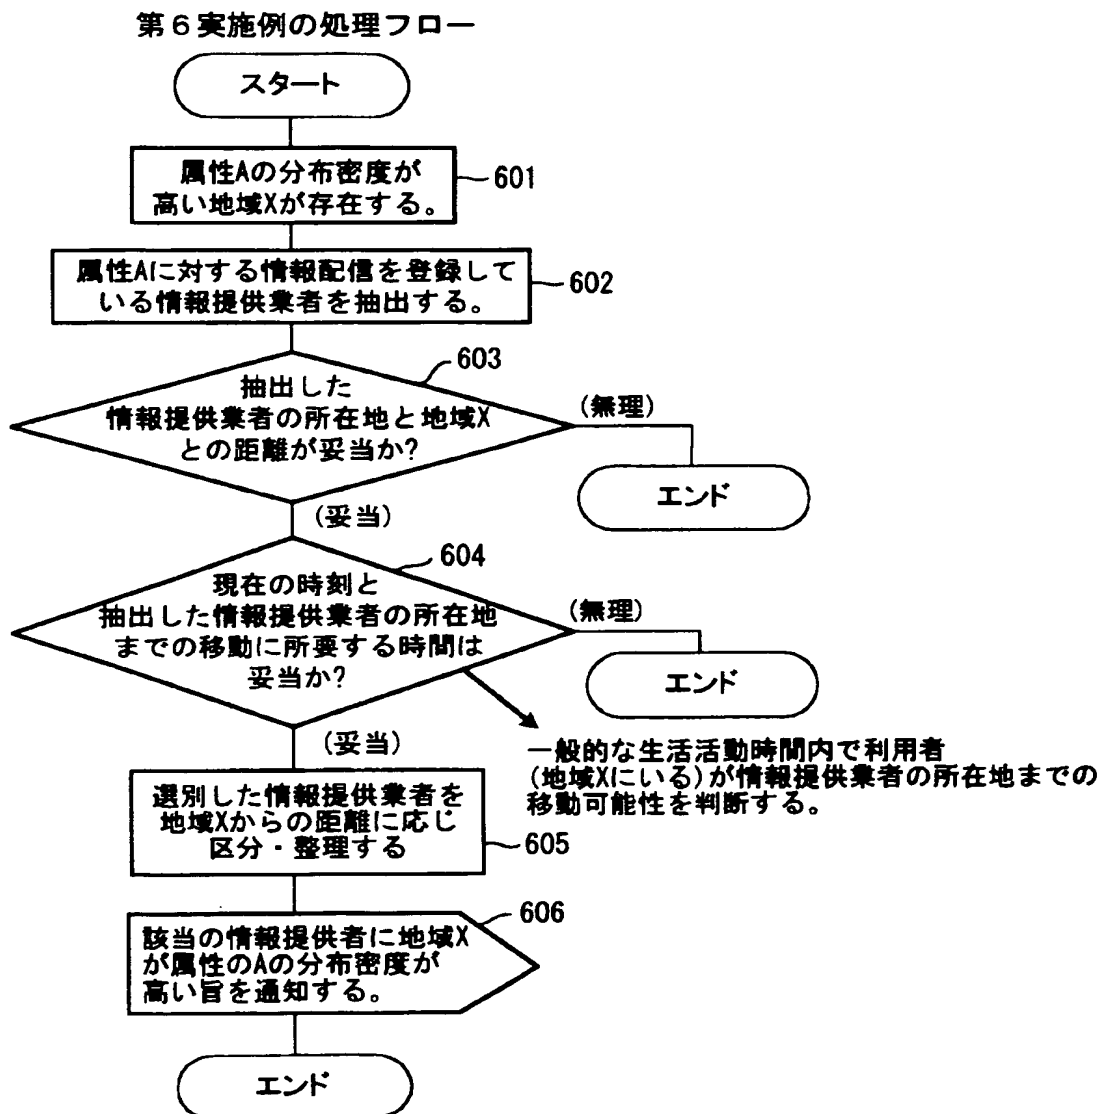 第６実施例の処理フロー
スタート
属性Aの分布密度が
高い地域Xが存在する。
601
属性Aに対する情報配信を登録して
いる情報提供業者を抽出する。
602
603
抽出した
情報提供業者の所在地と地域X
との距離が妥当か?
(無理)
エンド
(妥当)
604
現在の時刻と
抽出した情報提供業者の所在地
までの移動に所要する時間は
妥当か?
(無理)
エンド
(妥当)
一般的な生活活動時間内で利用者
(地域Xにいる)が情報提供業者の所在地までの
移動可能性を判断する。
選別した情報提供業者を
地域Xからの距離に応じ
区分・整理する
605
606
該当の情報提供者に地域X
が属性のAの分布密度が
高い旨を通知する。
エンド